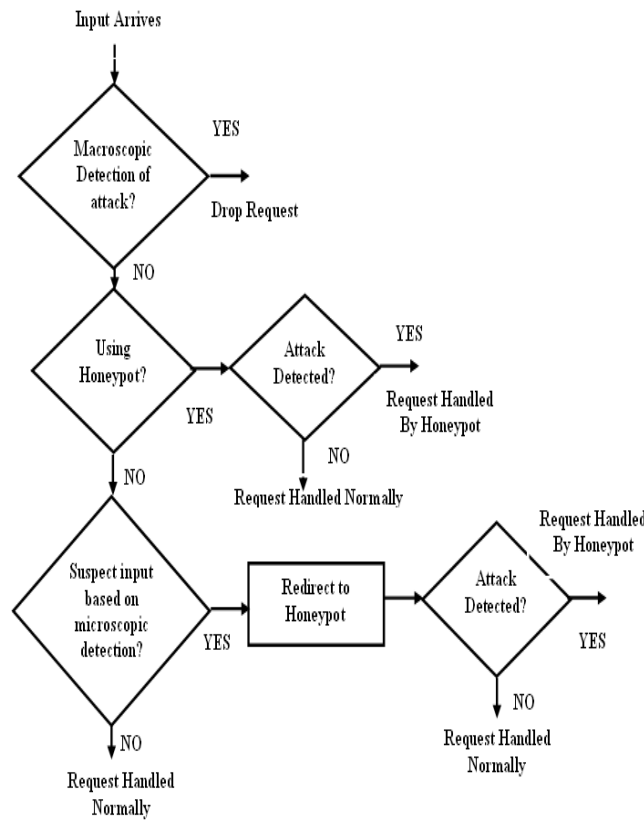 Input Arrives
YES
Macroscopic
Detection of
attack?
Drop Request
NO
Using
Honeypot?
YES
Attack
Detected?
YES
Request Handled
By Honeypot
NO
Request Handled Normally
NO
Suspect input
based on
microscopic
detection?
YES
Redirect to
Honeypot
Attack
Detected?
Request Handled
By Honeypot
YES
NO
Request Handled
Normally
NO
Request Handled
Normally